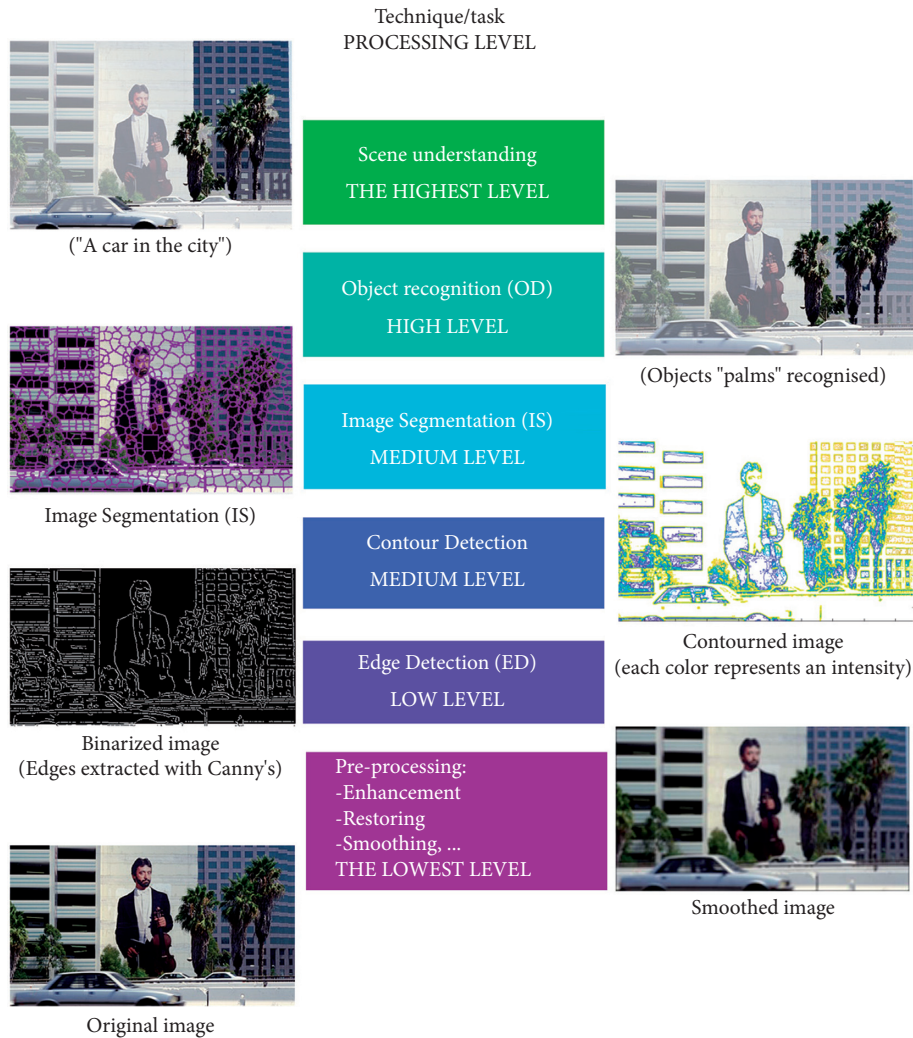 Technique/task
PROCESSING LEVEL
Scene understanding
THE HIGHEST LEVEL
("A car in the city")
Object recognition (OD)
HIGH LEVEL
(Objects "palms" recognised)
Image Segmentation (IS)
MEDIUM LEVEL
Image Segmentation (IS)
Contour Detection
MEDIUM LEVEL
Contourned image
(each color represents an intensity)
Edge Detection (ED)
LOW LEVEL
Binarized image
(Edges extracted with Canny's)
Pre-processing:
-Enhancement
-Restoring
-Smoothing, ...
THE LOWEST LEVEL
Smoothed image
Original image